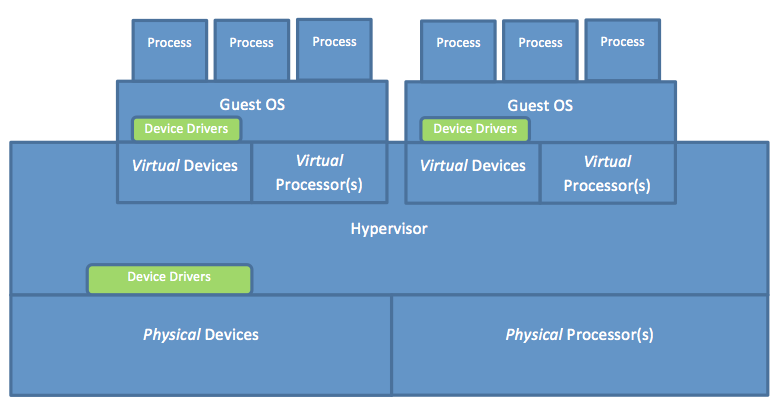 Process
Process
Process
Process
Process
Process
Guest OS
Guest OS
Device Drivers
Device Drivers
Virtual Devices
Virtual
Processor(s)
Virtual Devices
Virtual
Processor(s)
Hypervisor
Device Drivers
Physical Devices
Physical Processor(s)